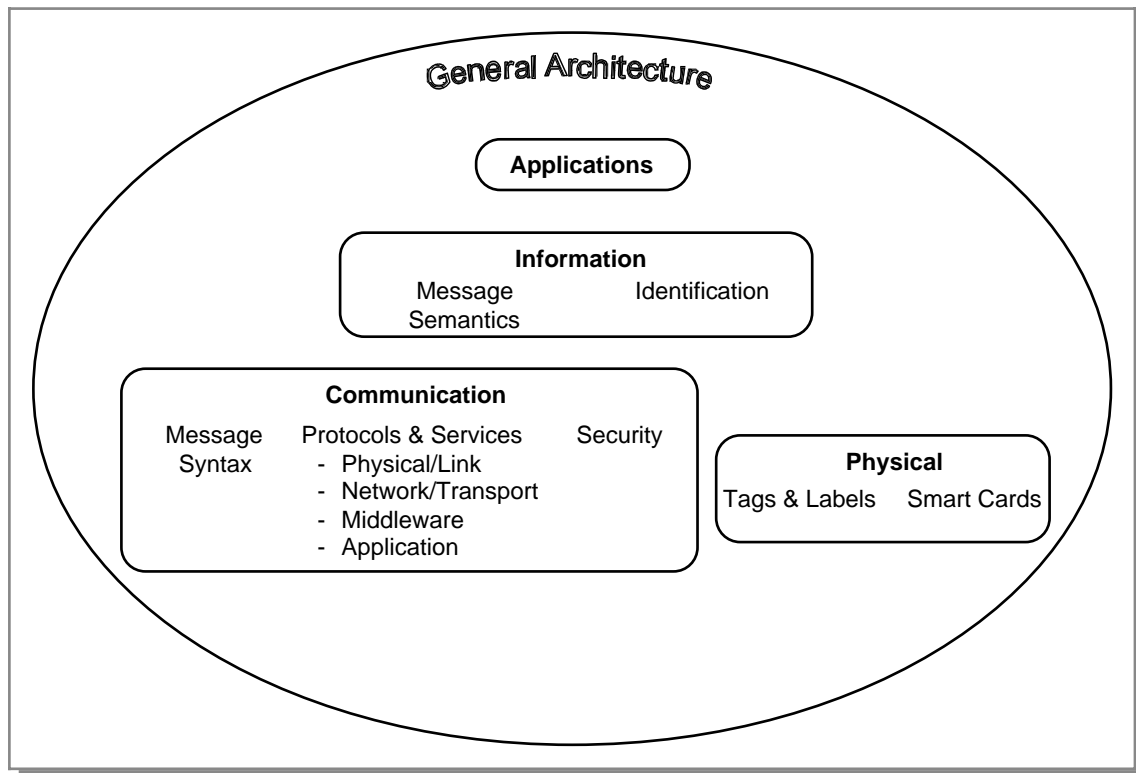 General Architecture
Applications
Information
Message Semantics
Identification
Communication
Message Syntax
Protocols & Services
- Physical/Link
- Network/Transport
- Middleware
- Application
Security
Physical
Tags & Labels
Smart Cards